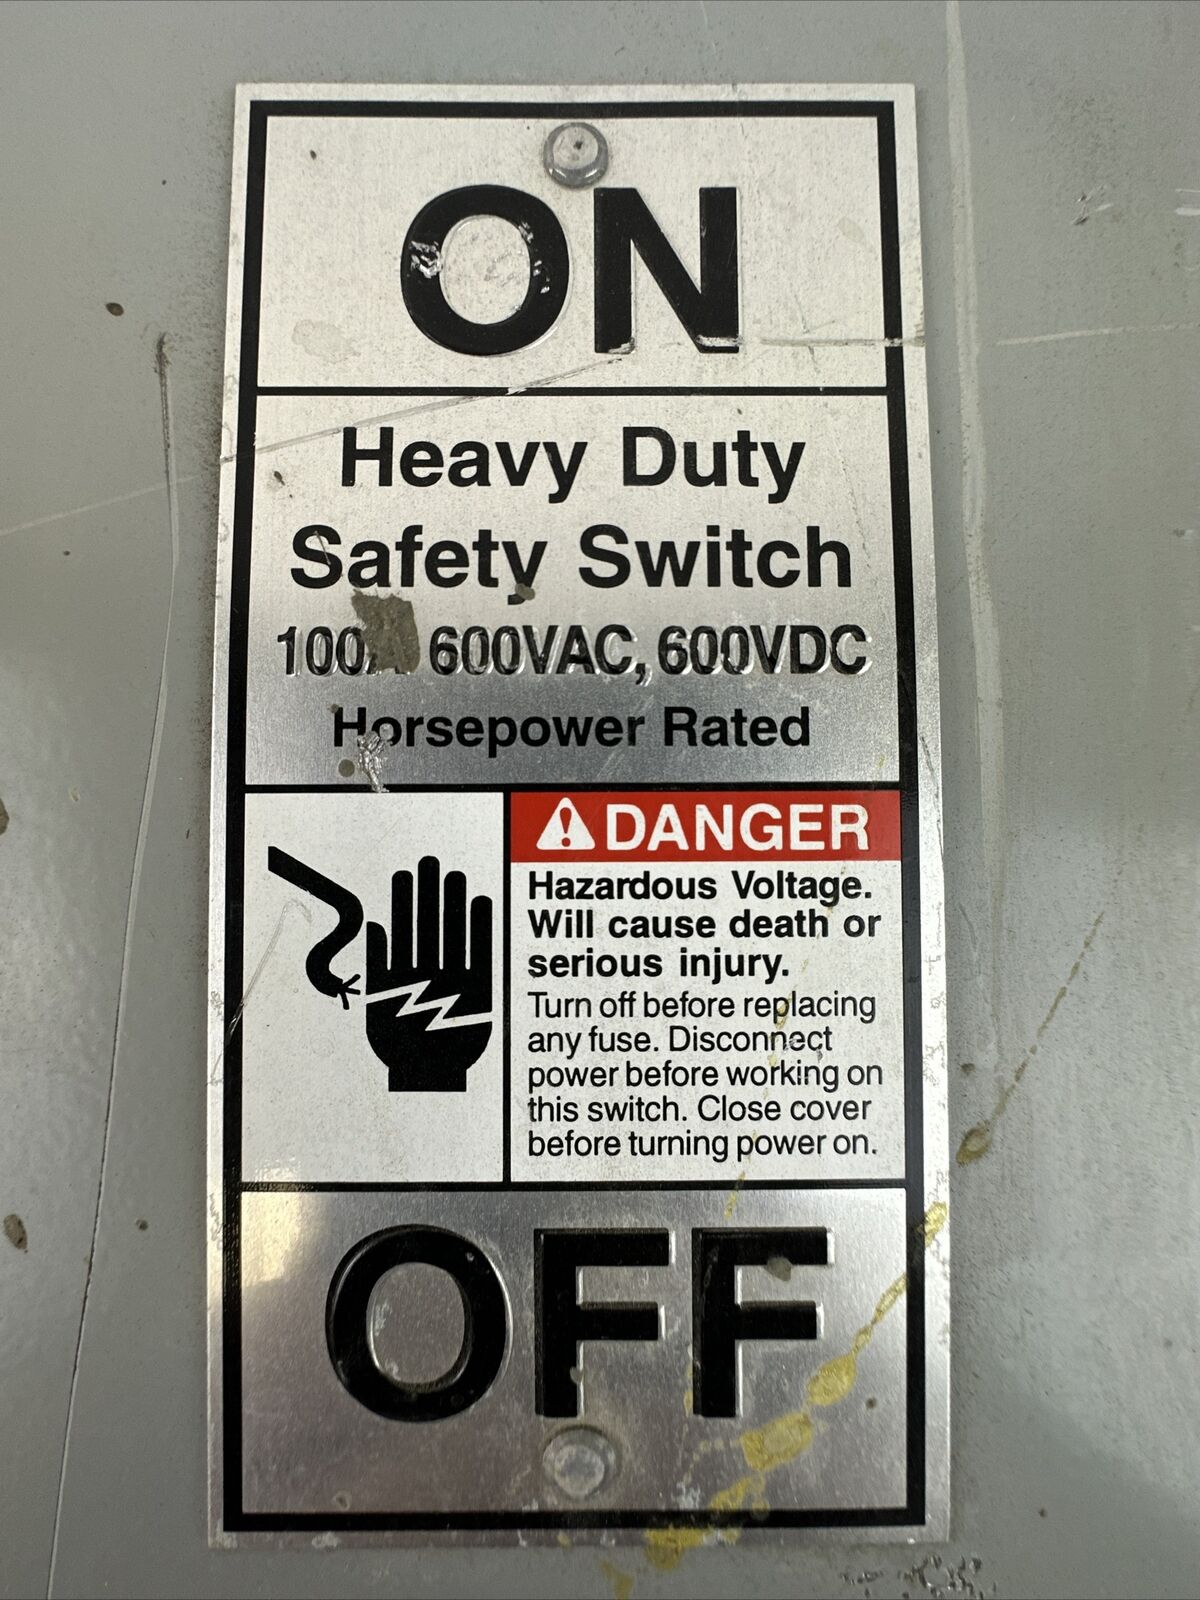 ON
Heavy Duty
Safety Switch
100A 600VAC, 600VDC
Horsepower Rated
DANGER
Hazardous Voltage.
Will cause death or
serious injury.
Turn off before replacing
any fuse. Disconnect
power before working on
this switch. Close cover
before turning power on.
OFF